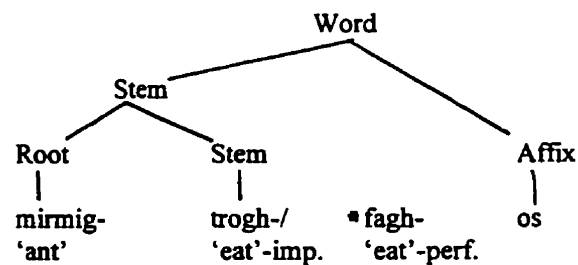 Word
Stem
Root Stem Affix
mirmig- trogh-/ *fagh- os
'ant' 'eat'-imp. 'eat'-perf.